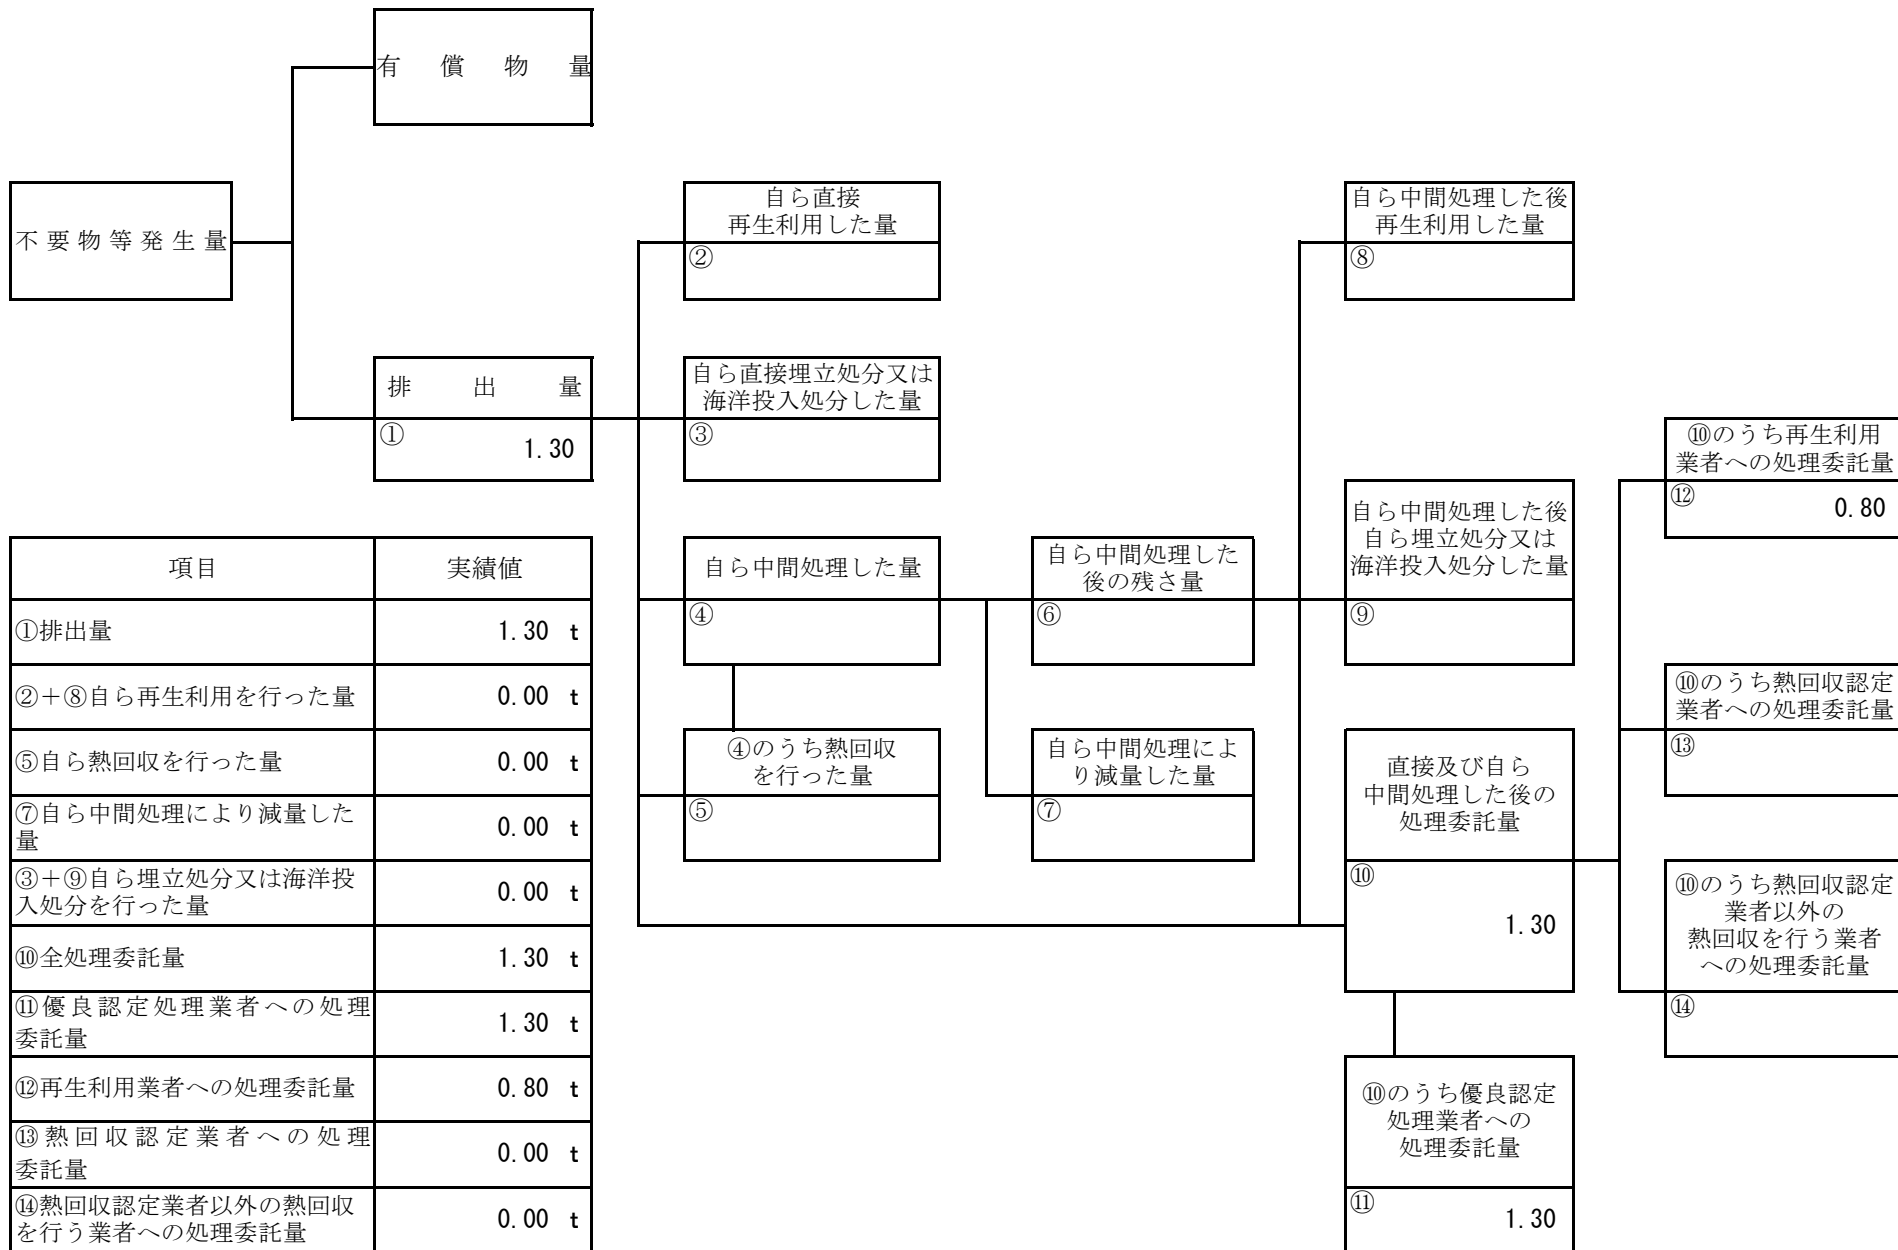 有償物量
不要物等発生量
排出量
①
1.30
自ら直接
再生利用した量
②
自ら直接埋立処分又は
海洋投入処分した量
③
自ら中間処理した量
④
④のうち熱回収
を行った量
⑤
自ら中間処理した
後の残さ量
⑥
自ら中間処理によ
り減量した量
⑦
自ら中間処理した後
再生利用した量
⑧
自ら中間処理した後
自ら埋立処分又は
海洋投入処分した量
⑨
直接及び自ら
中間処理した後の
処理委託量
⑩
1.30
⑩のうち優良認定
処理業者への
処理委託量
⑪
1.30
⑩のうち再生利用
業者への処理委託量
⑫
0.80
⑩のうち熱回収認定
業者への処理委託量
⑬
⑩のうち熱回収認定
業者以外の
熱回収を行う業者
への処理委託量
⑭
項目 実績値
①排出量 1.30 t
②+⑧自ら再生利用を行った量 0.00 t
⑤自ら熱回収を行った量 0.00 t
⑦自ら中間処理により減量した
量 0.00 t
③+⑨自ら埋立処分又は海洋投
入処分を行った量 0.00 t
⑩全処理委託量 1.30 t
⑪優良認定処理業者への処理
委託量 1.30 t
⑫再生利用業者への処理委託量 0.80 t
⑬熱回収認定業者への処理
委託量 0.00 t
⑭熱回収認定業者以外の熱回収
を行う業者への処理委託量 0.00 t